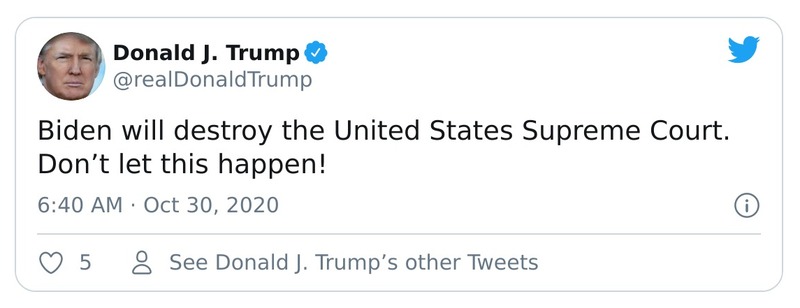 Donald J. Trump
@realDonaldTrump
Biden will destroy the United States Supreme Court.
Don’t let this happen!
6:40 AM · Oct 30, 2020
5
See Donald J. Trump’s other Tweets